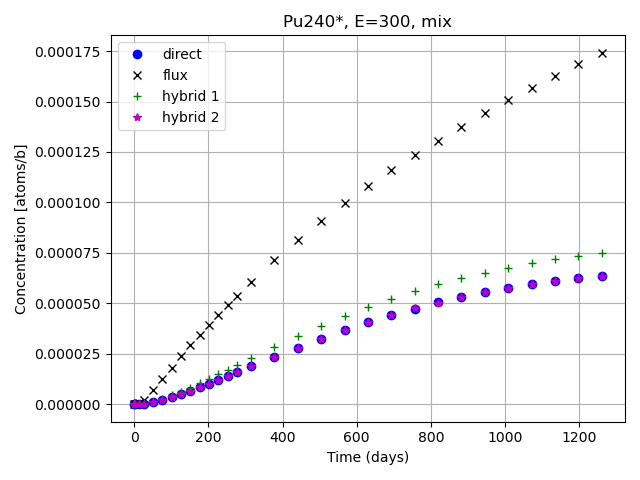 Pu240*, E=300, mix
direct
flux
hybrid 1
hybrid 2
Concentration [atoms/b]
0.000175
0.000150
0.000125
0.000100
0.000075
0.000050
0.000025
0.000000
0 200 400 600 800 1000 1200
Time (days)